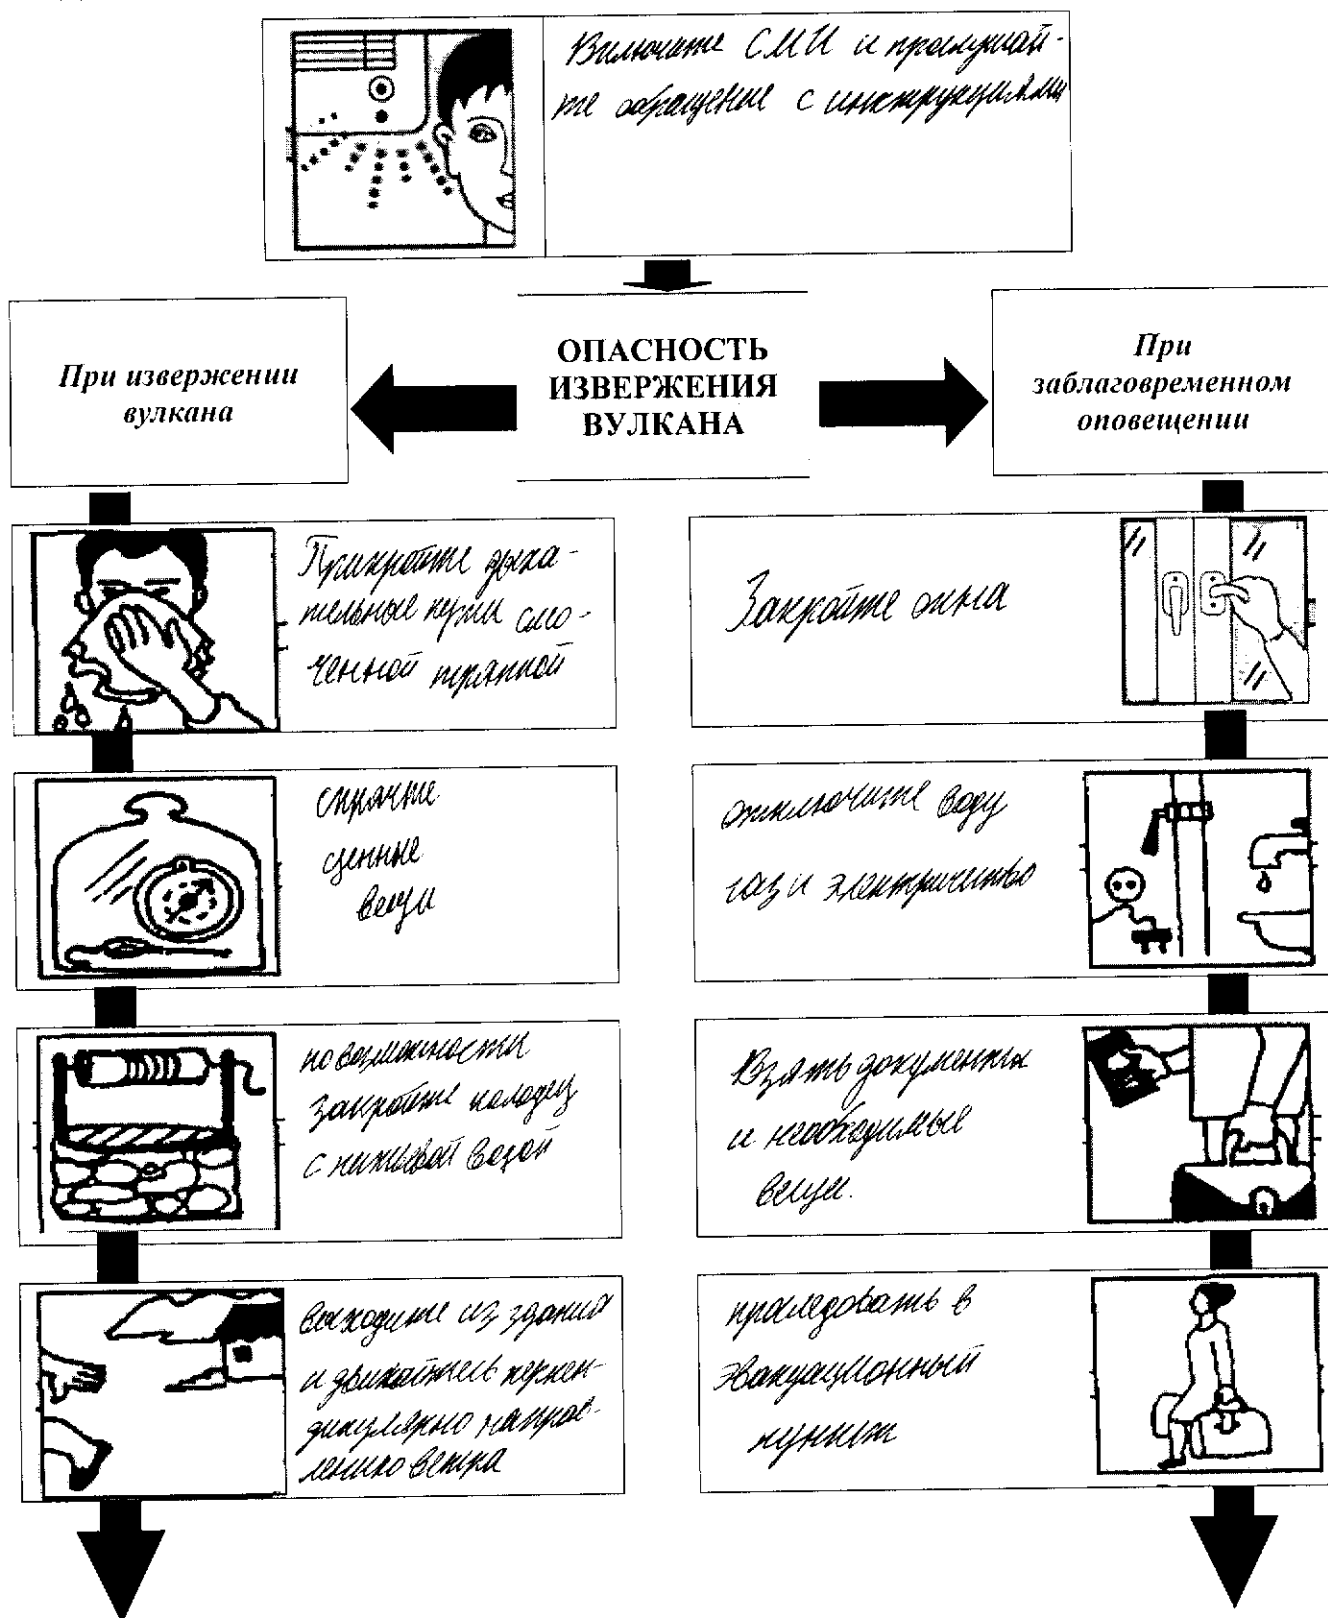 Включите СМИ и прослушай-
те обращение с инструкциями
При извержении
вулкана
ОПАСНОСТЬ
ИЗВЕРЖЕНИЯ
ВУЛКАНА
При
заблаговременном
оповещении
Прикройте дыха-
тельные пути смо-
ченной тряпкой
спрячте
ценные
вещи
по возможности
закройте колодец
с питьевой водой
выходите из здания
и двигайтесь перпен-
дикулярно направ-
лению ветра
Закройте окна
отключите воду
газ и электричество
Взять документы
и необходимые
вещи.
проследовать в
эвакуационный
пункт